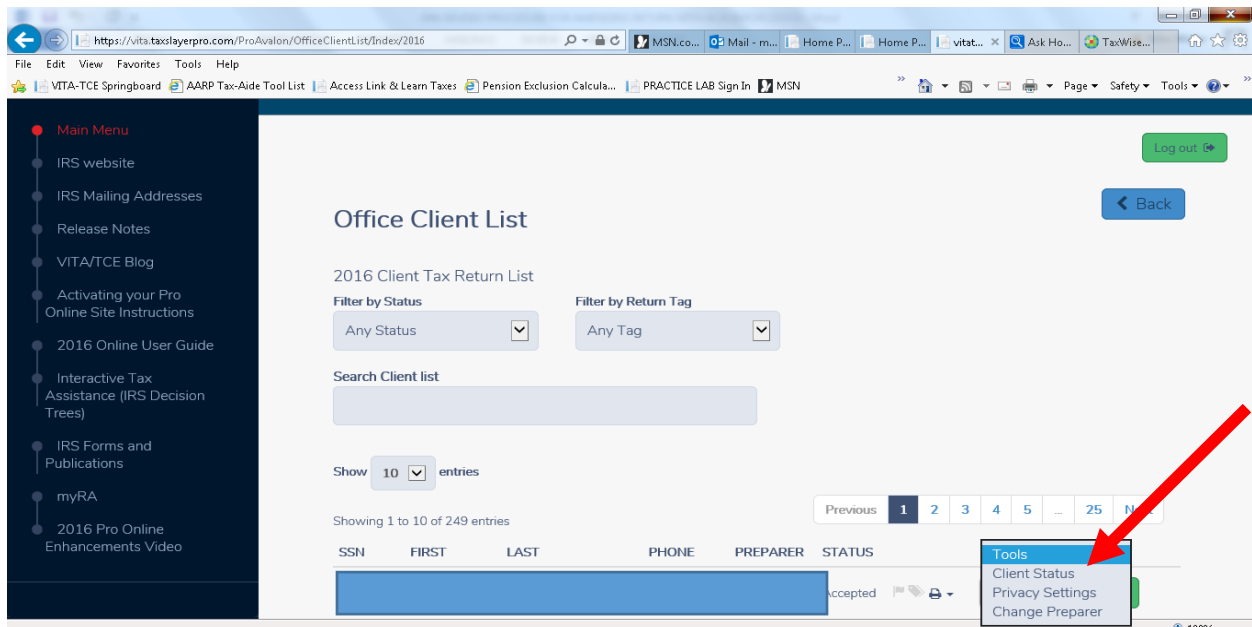 https://vita.taxslayerpro.com/ProAvalon/OfficeClientList/Index/2016
MSN.co... Mail - m... Home P... Home P... vitat... Ask Ho... TaxWise...
File Edit View Favorites Tools Help
VITA-TCE Springboard AARP Tax-Aide Tool List Access Link & Learn Taxes Pension Exclusion Calcula... PRACTICE LAB Sign In MSN
Page Safety Tools
Main Menu
IRS website
IRS Mailing Addresses
Release Notes
VITA/TCE Blog
Activating your Pro
Online Site Instructions
2016 Online User Guide
Interactive Tax
Assistance (IRS Decision
Trees)
IRS Forms and
Publications
myRA
2016 Pro Online
Enhancements Video
Log out
Back
Office Client List
2016 Client Tax Return List
Filter by Status Filter by Return Tag
Any Status Any Tag
Search Client list
Show 10 entries
Previous 1 2 3 4 5 ... 25
Showing 1 to 10 of 249 entries
SSN FIRST LAST PHONE PREPARER STATUS
Accepted
Tools
Client Status
Privacy Settings
Change Preparer